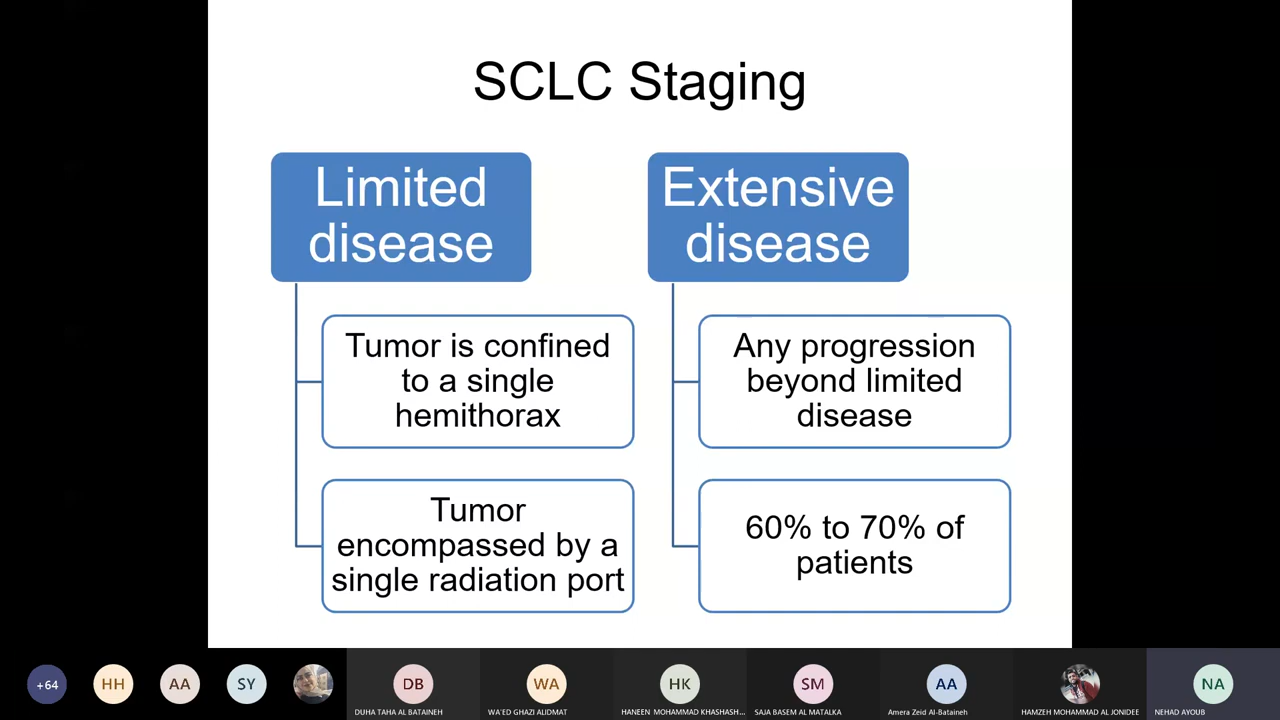 SCLC Staging
Limited
disease
Extensive
disease
Tumor is confined
to a single
hemithorax
Any progression
beyond limited
disease
Tumor
encompassed by a
single radiation port
60% to 70% of
patients
+64
HH
AA
SY
DB
WA
HK
SM
AA
NA
DUHA TAHA AL BATAINEH
WA'ED GHAZI ALIDMAT
HANEEN MOHAMMAD KHASHASH...
SAJA BASEM AL MATALKA
Amera Zeid Al-Bataineh
HAMZEH MOHAMMAD AL JONIDEE
NEHAD AYOUB